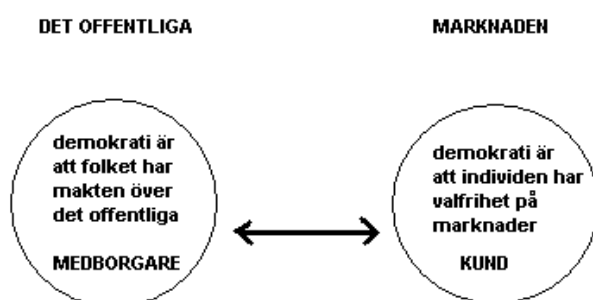 DET OFFENTLIGA
MARKNADEN
demokrati är
att folket har
makten över
det offentliga
MEDBORGARE
demokrati är
att individen har
valfrihet på
marknader
KUND